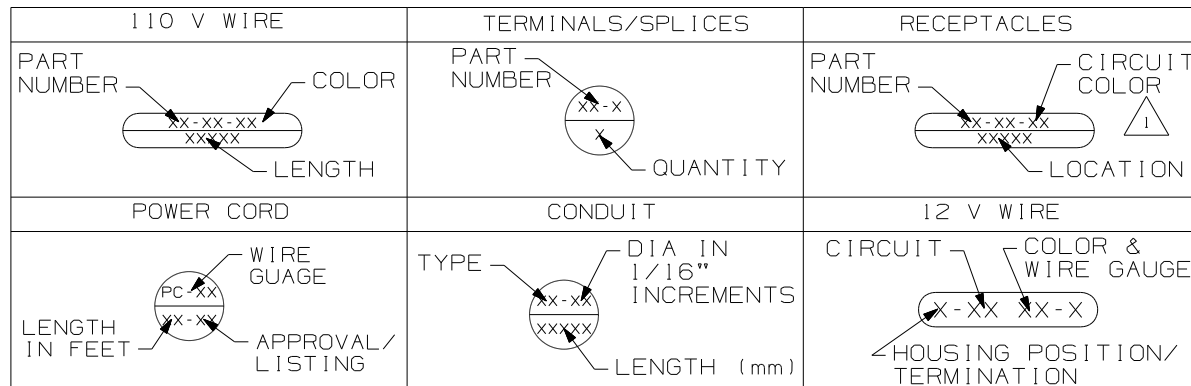 110 V WIRE
PART
NUMBER
COLOR
XX-XX-XX
XXXXX
LENGTH
TERMINALS/SPLICES
PART
NUMBER
XX-X
X
QUANTITY
RECEPTACLES
PART
NUMBER
CIRCUIT
COLOR
1
XX-XX-XX
XXXXX
LOCATION
POWER CORD
WIRE
GUAGE
PC-XX
XX-XX
LENGTH
IN FEET
APPROVAL/
LISTING
CONDUIT
TYPE
DIA IN
1/16"
INCREMENTS
XX-XX
XXXXX
LENGTH (mm)
12 V WIRE
CIRCUIT
COLOR &
WIRE GAUGE
X-XX XX-X
HOUSING POSITION/
TERMINATION